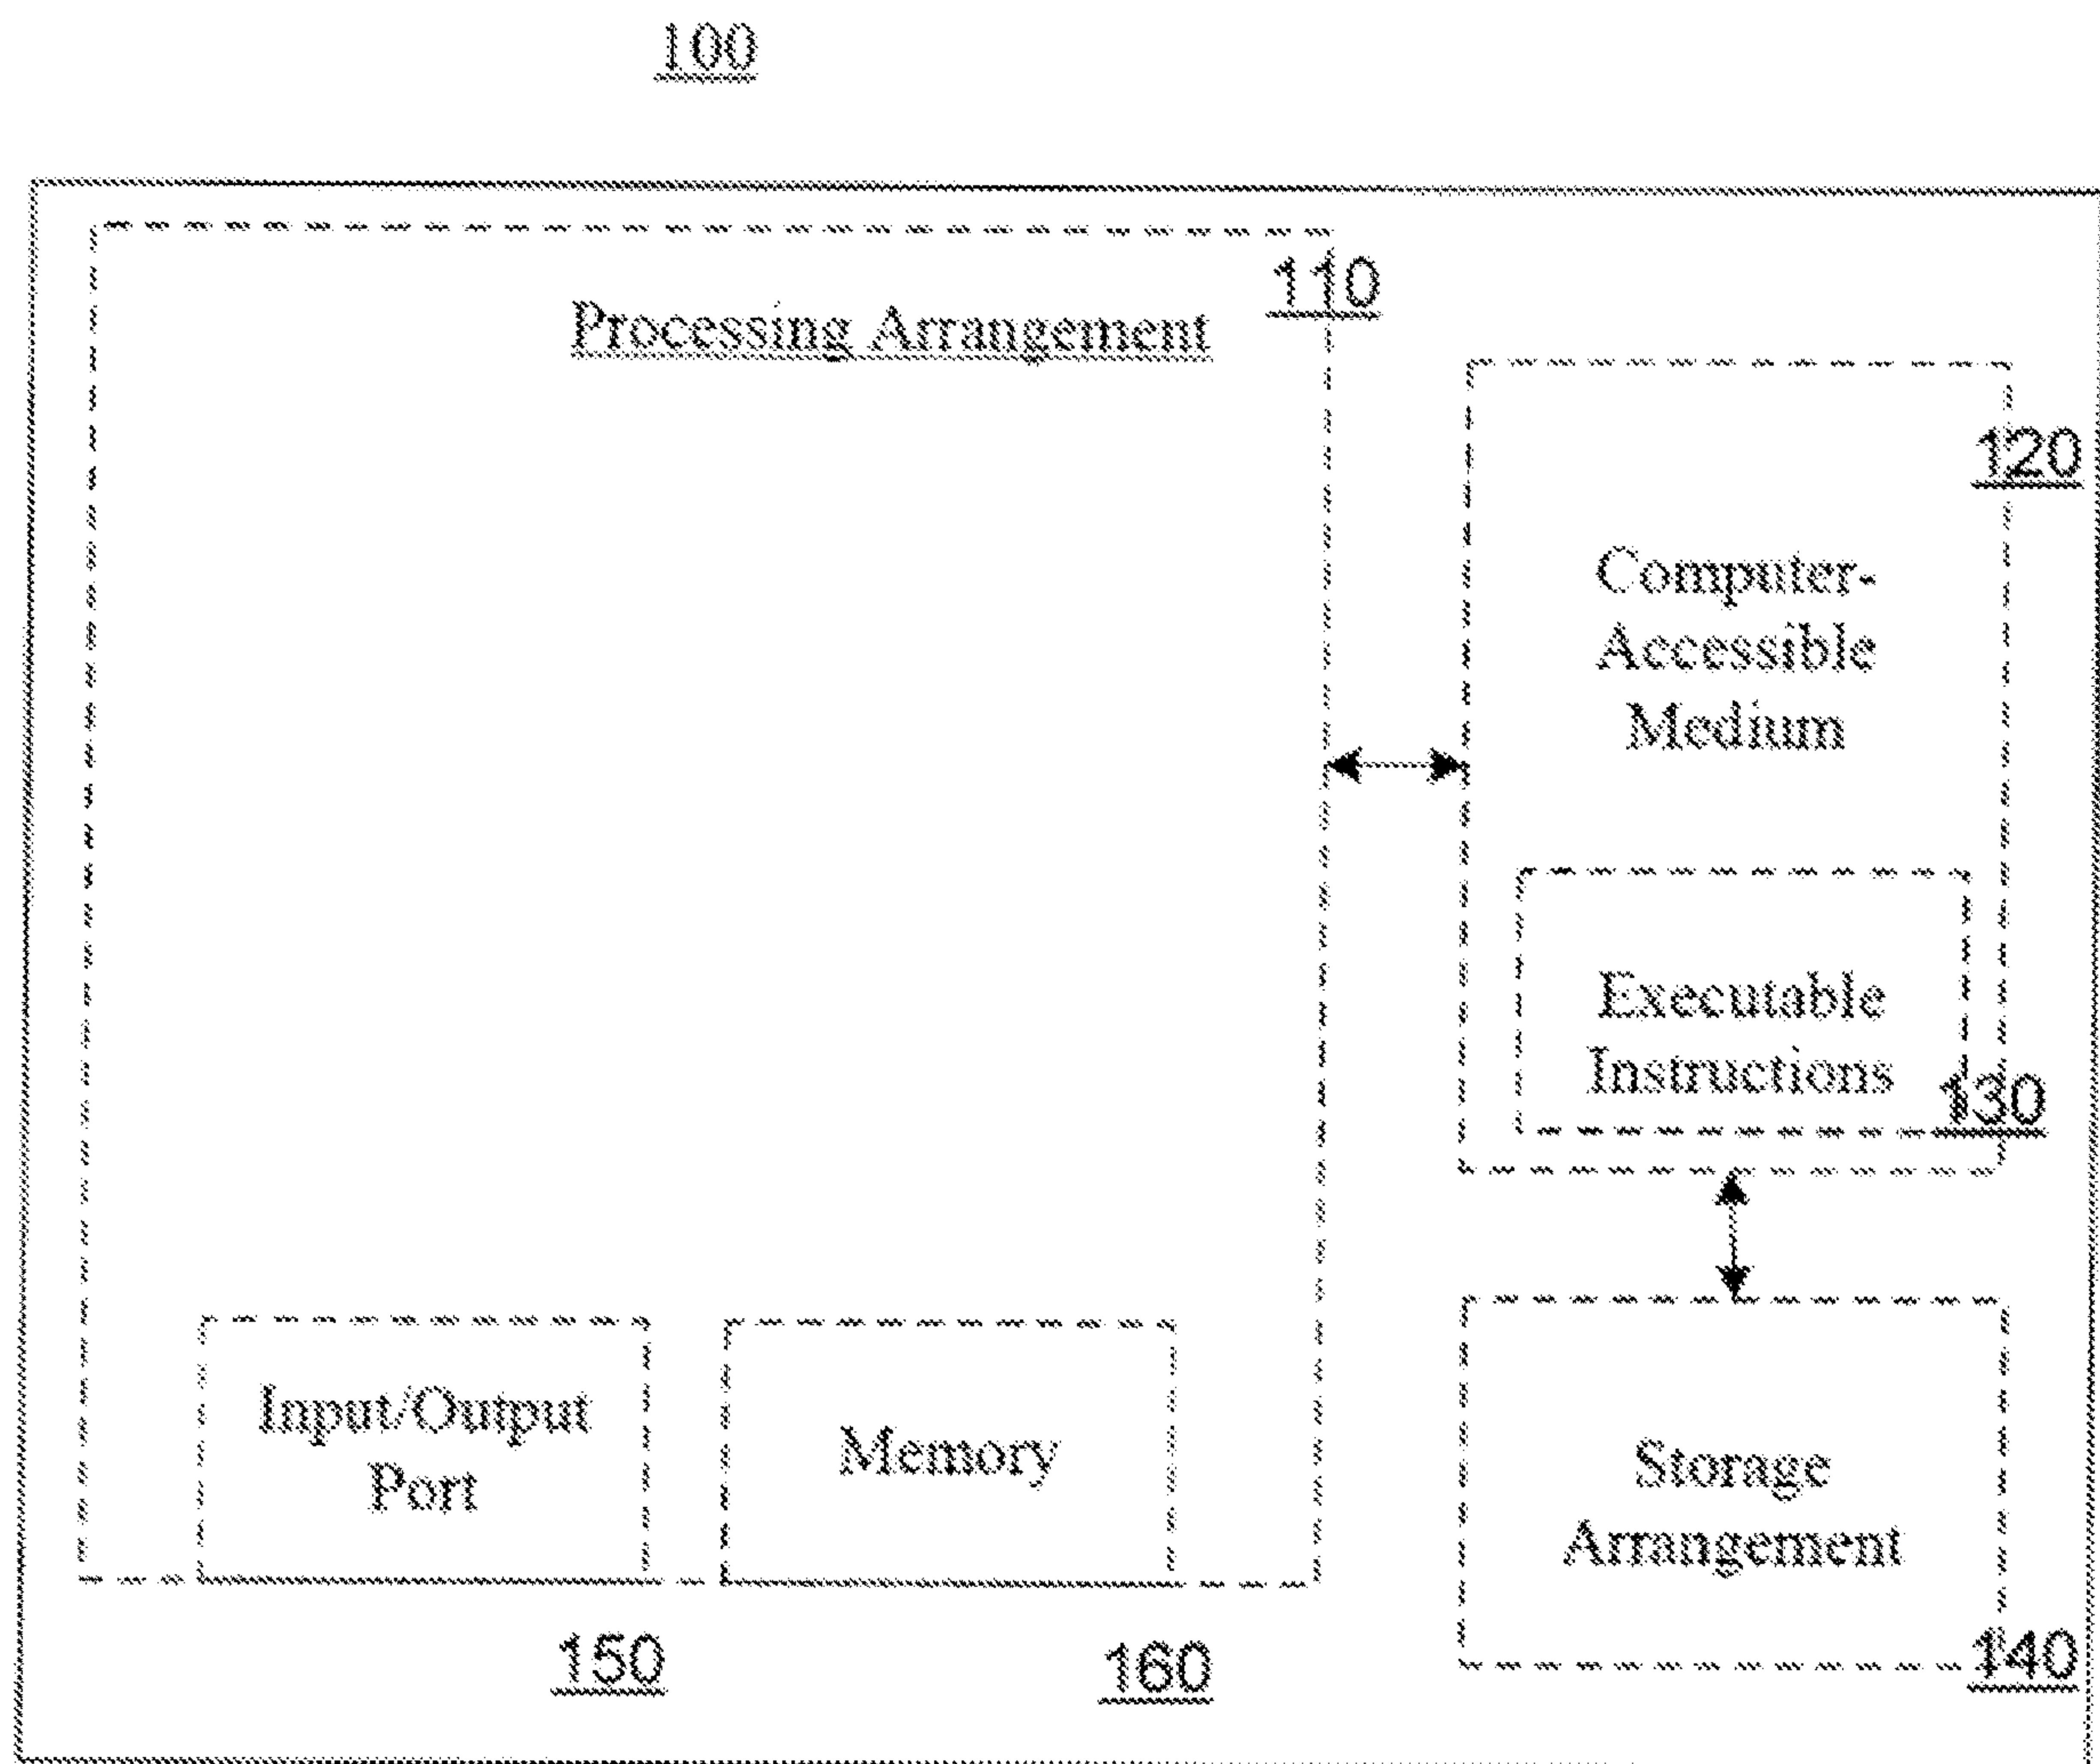 100
110
Processing Arrangement
120
Computer-
Accessible
Medium
Executable
Instructions
130
Input/Output
Port
Memory
Storage
Arrangement
150
160
140